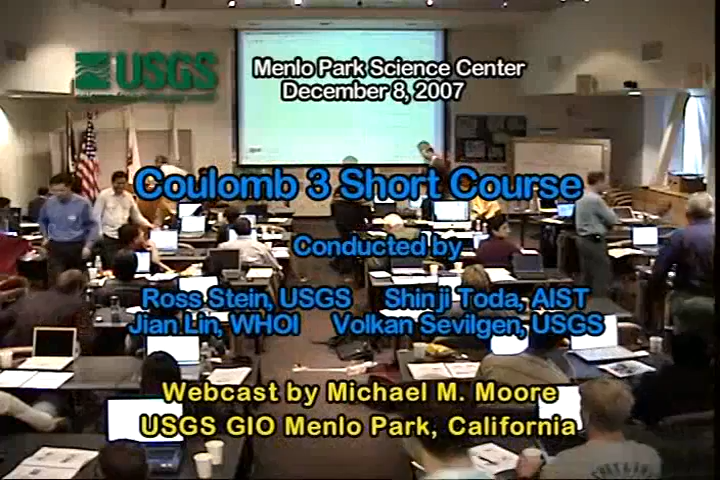 USGS
Menlo Park Science Center
December 8, 2007
Coulomb 3 Short Course
Conducted by
Ross Stein, USGS Shinji Toda, AIST
Jian Lin, WHOI Volkan Sevilgen, USGS
Webcast by Michael M. Moore
USGS GIO Menlo Park, California